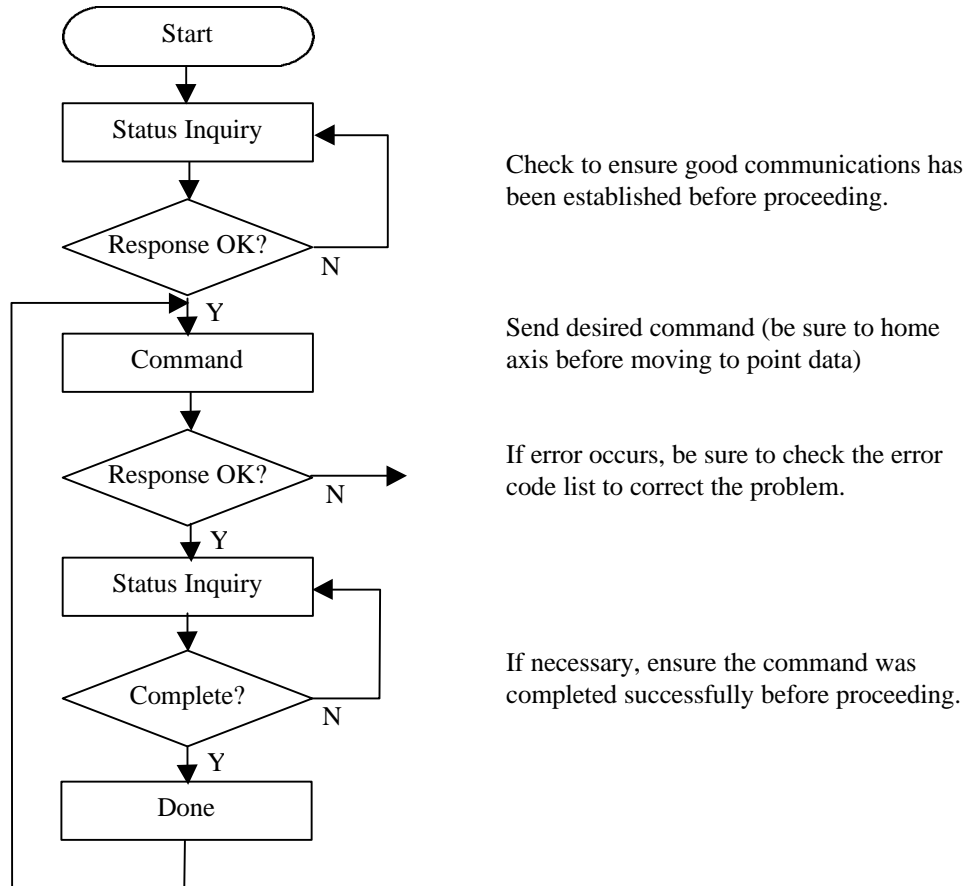 Start
Status Inquiry
Check to ensure good communications has
been established before proceeding.
Response OK?
N
Y
Send desired command (be sure to home
axis before moving to point data)
Command
If error occurs, be sure to check the error
code list to correct the problem.
Response OK?
N
Y
Status Inquiry
If necessary, ensure the command was
completed successfully before proceeding.
Complete?
N
Y
Done